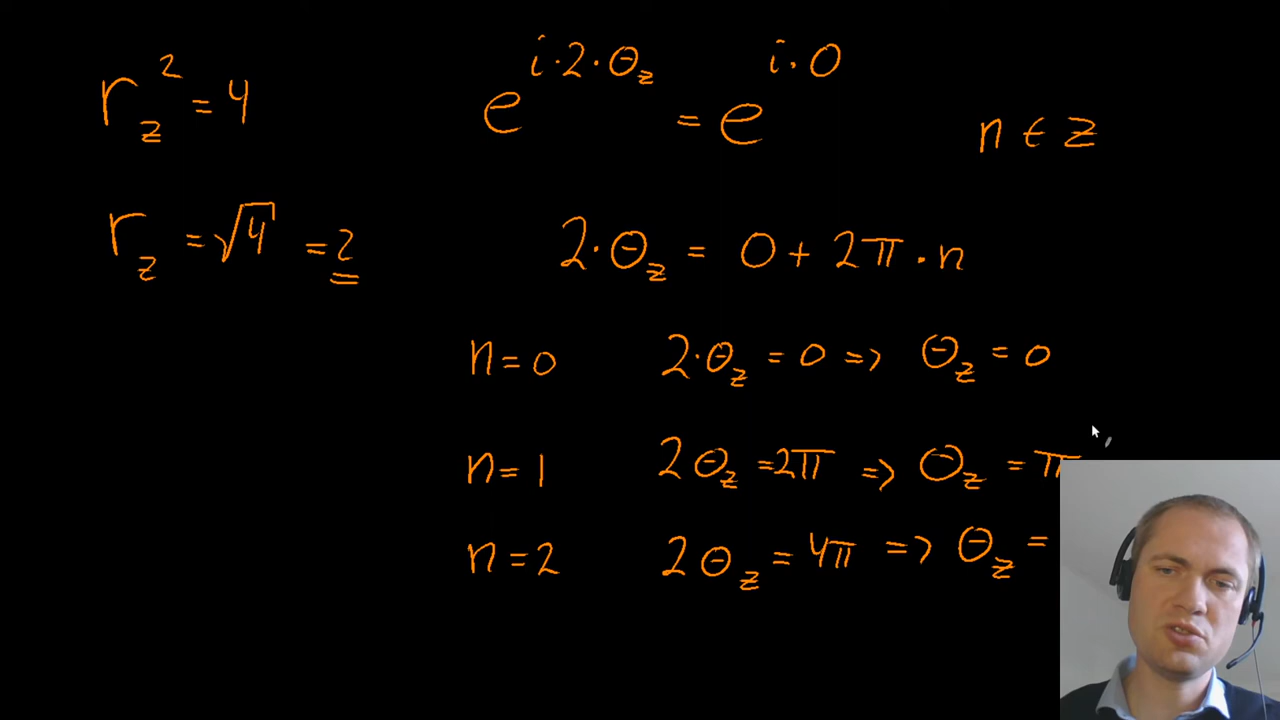 r_z^2 = 4
e^{i·2·θ_z} = e^{i·0}
n ∈ z
r_z = √4 = 2
2·θ_z = 0 + 2π·n
n = 0    2·θ_z = 0 => θ_z = 0
n = 1    2θ_z = 2π => θ_z = π
n = 2    2θ_z = 4π => θ_z =